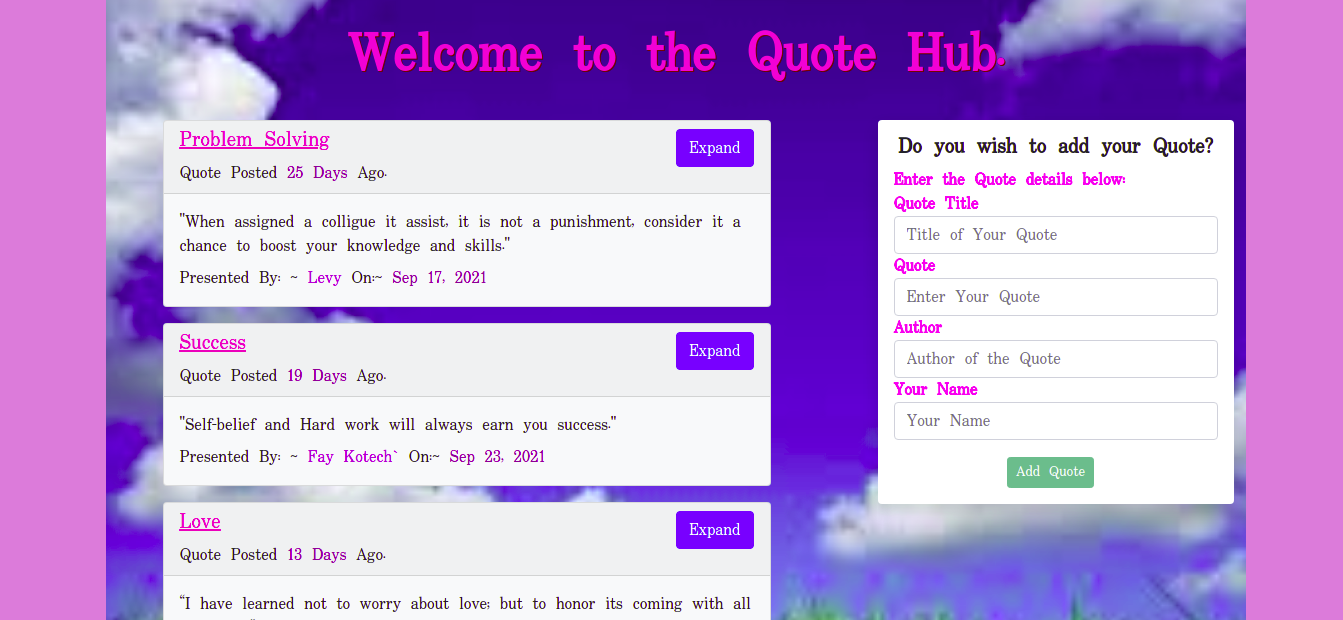 Welcome to the Quote Hub.
Problem Solving
Expand
Quote Posted 25 Days Ago.
"When assigned a colligue it assist, it is not a punishment, consider it a
chance to boost your knowledge and skills."
Presented By: ~ Levy On:~ Sep 17, 2021
Success
Expand
Quote Posted 19 Days Ago.
"Self-belief and Hard work will always earn you success."
Presented By: ~ Fay Kotech` On:~ Sep 23, 2021
Love
Expand
Quote Posted 13 Days Ago.
“I have learned not to worry about love; but to honor its coming with all
Do you wish to add your Quote?
Enter the Quote details below:
Quote Title
Title of Your Quote
Quote
Enter Your Quote
Author
Author of the Quote
Your Name
Your Name
Add Quote